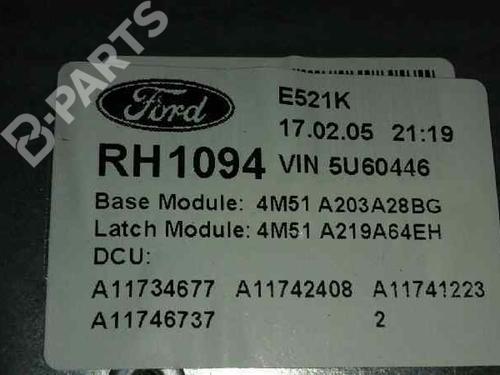 B-PARTS
Ford
E521K
17.02.05 21:19
RH1094 VIN 5U60446
Base Module: 4M51 A203A28BG
Latch Module: 4M51 A219A64EH
DCU:
A11734677 A11742408 A11741223
A11746737 2